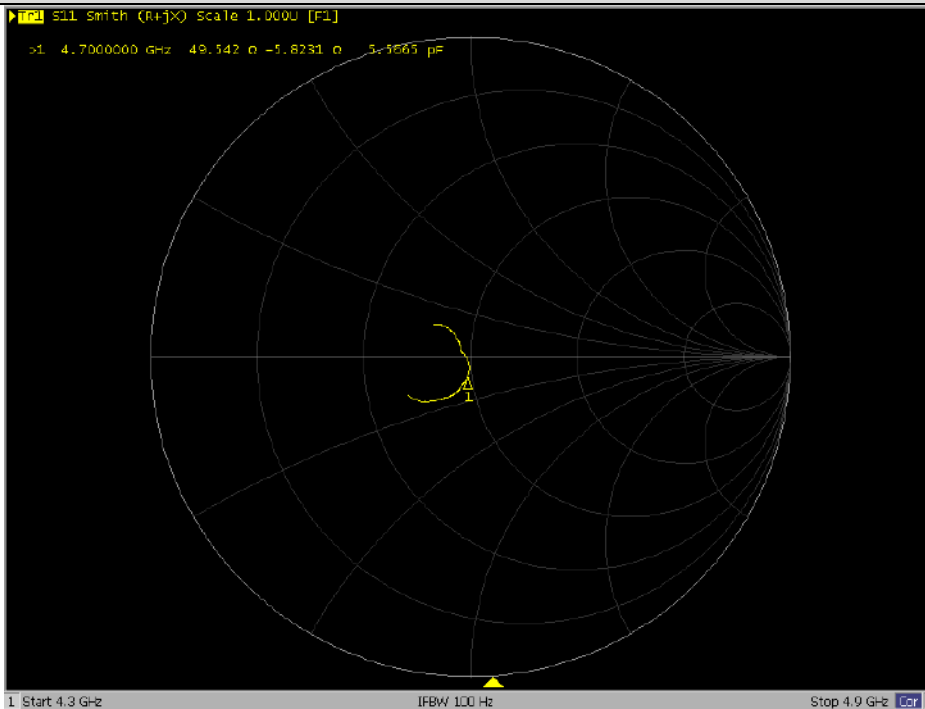 Tr1 S11 Smith (R+jX) Scale 1.000U [F1]
>1 4.7000000 GHz 49.542 Ω -5.8231 Ω pF
1
1 Start 4.3 GHz IFBW 100 Hz Stop 4.9 GHz Cor